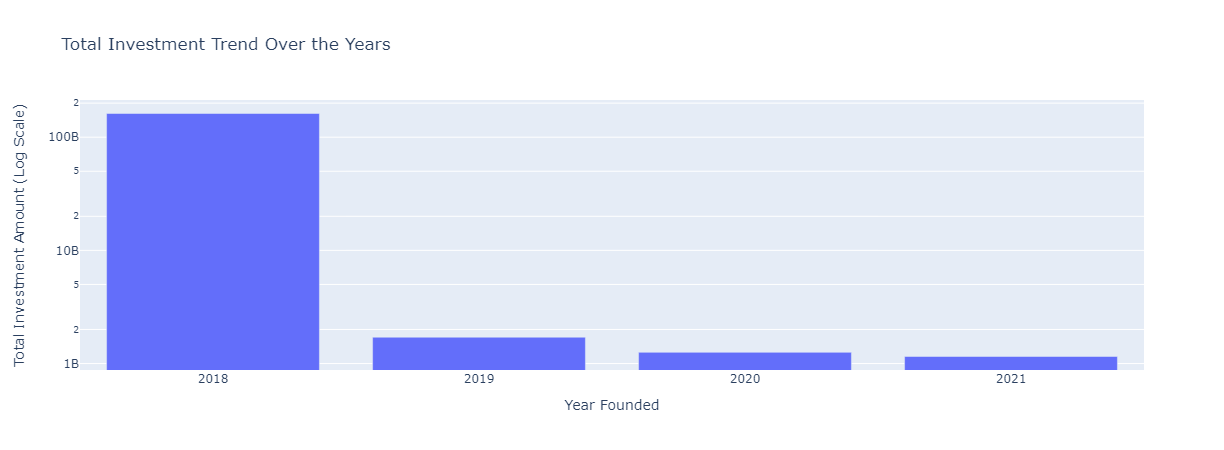 Total Investment Trend Over the Years
Total Investment Amount (Log Scale)
2
100B
5
2
10B
5
2
1B
2018 2019 2020 2021
Year Founded